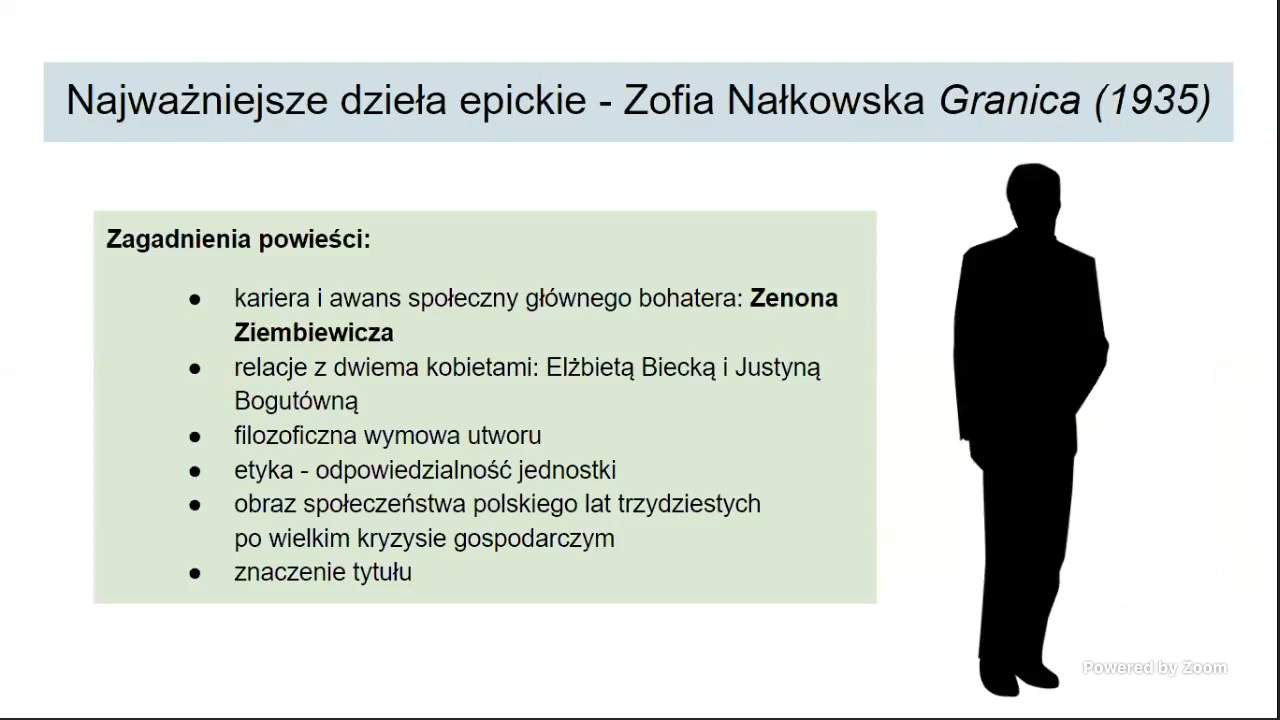 Najważniejsze dzieła epickie - Zofia Nałkowska Granica (1935)
Zagadnienia powieści:
● kariera i awans społeczny głównego bohatera: Zenona
Ziembiewicza
● relacje z dwiema kobietami: Elżbietą Biecką i Justyną
Bogutówną
● filozoficzna wymowa utworu
● etyka - odpowiedzialność jednostki
● obraz społeczeństwa polskiego lat trzydziestych
po wielkim kryzysie gospodarczym
● znaczenie tytułu
Powered by Zoom